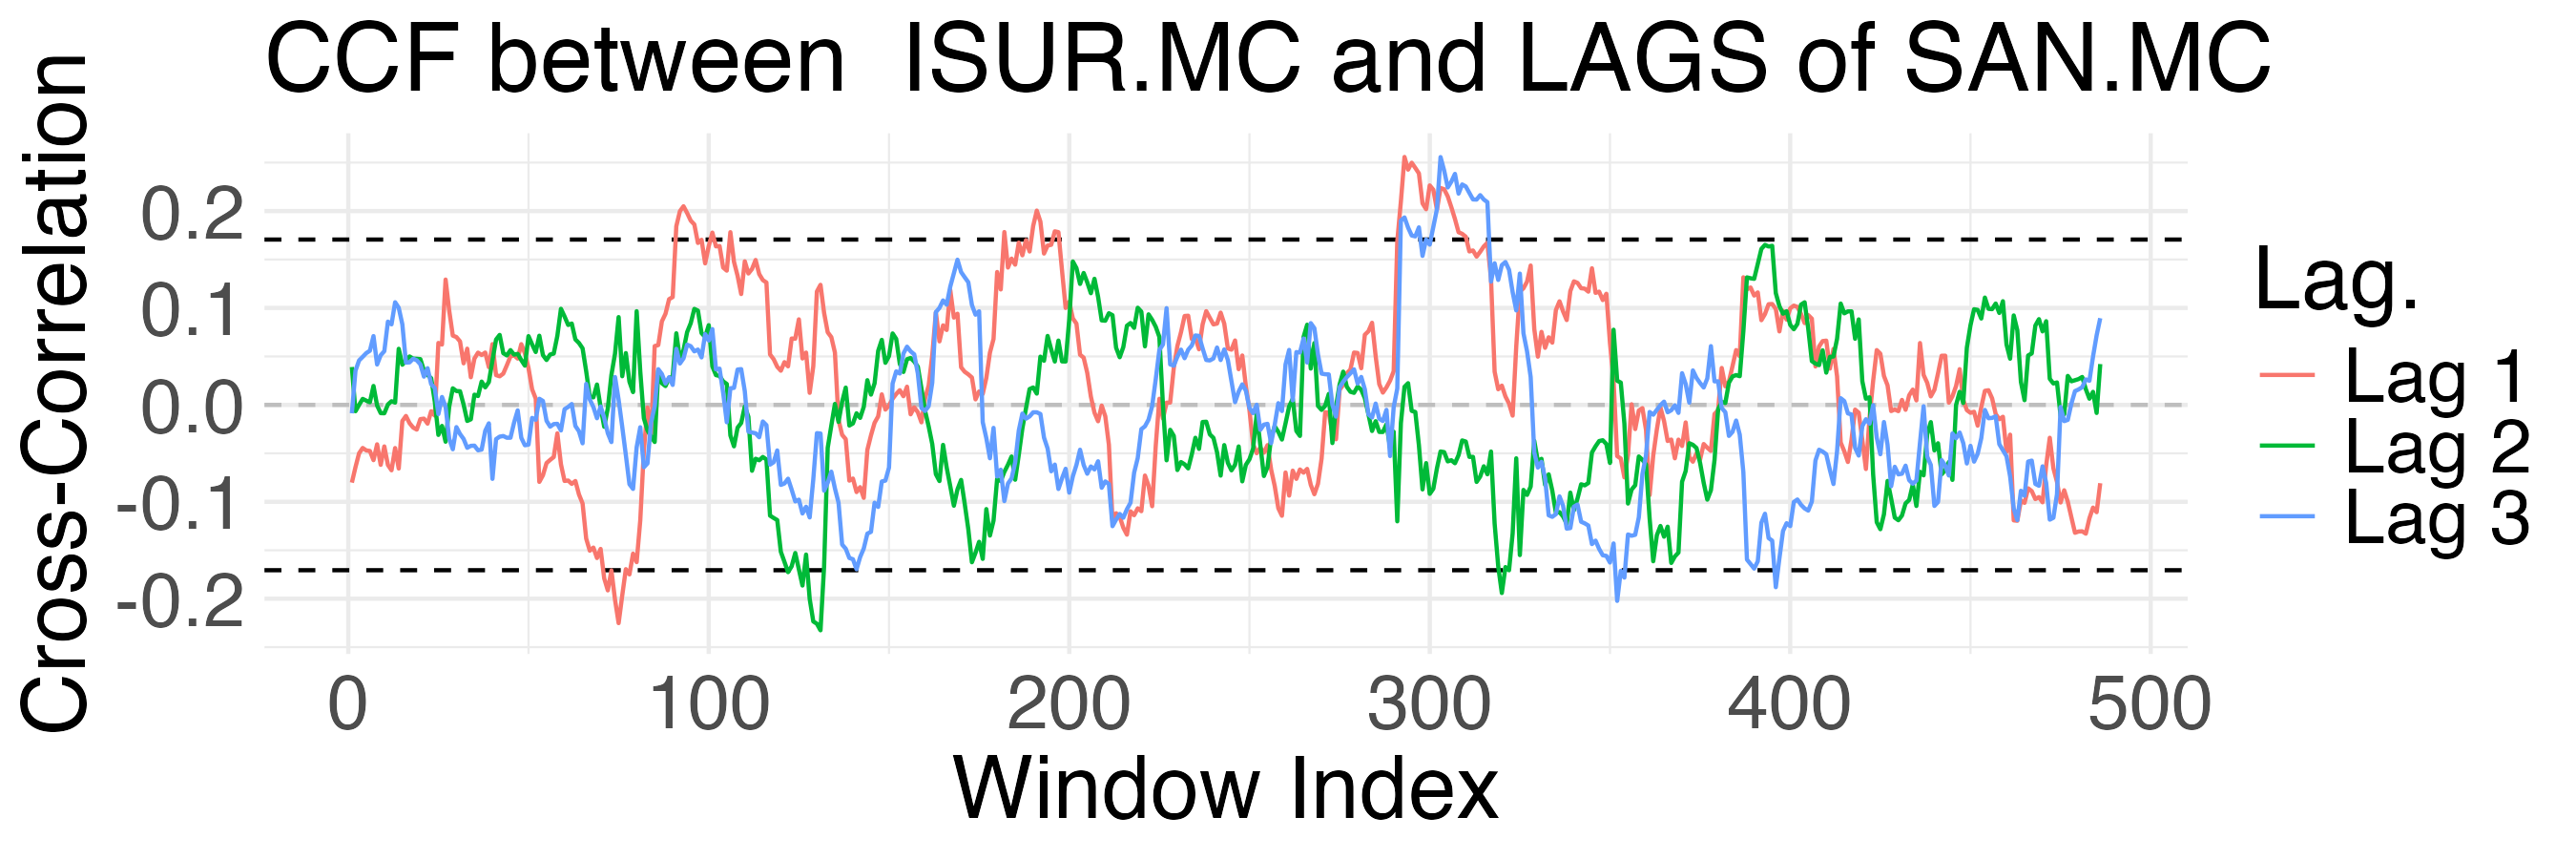 CCF between  ISUR.MC and LAGS of SAN.MC
Cross-Correlation
0.2
0.1
0.0
-0.1
-0.2
0 100 200 300 400 500
Window Index
Lag.
Lag 1
Lag 2
Lag 3